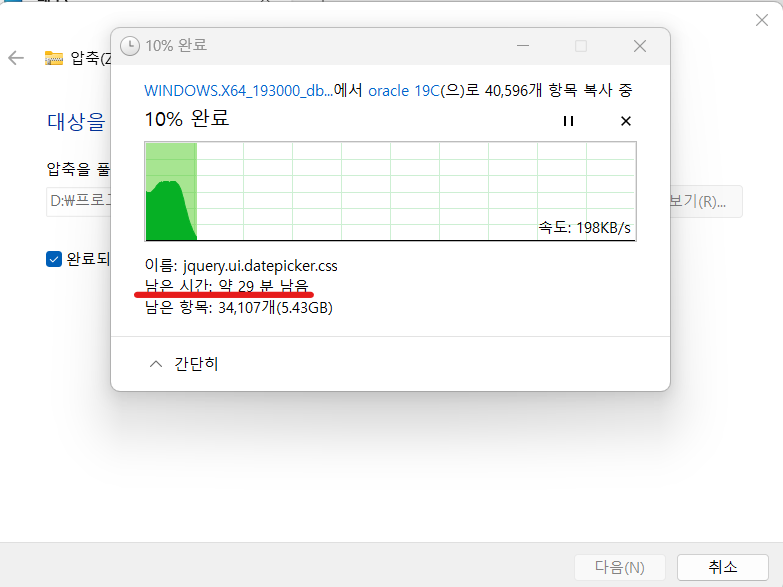 10% 완료
압축(Z
WINDOWS.X64_193000_db...에서 oracle 19C(으)로 40,596개 항목 복사 중
10% 완료
대상을
압축을 풀
D:₩프로그
보기(R)...
속도: 198KB/s
완료되
이름: jquery.ui.datepicker.css
남은 시간: 약 29 분 남음
남은 항목: 34,107개(5.43GB)
간단히
다음(N)
취소